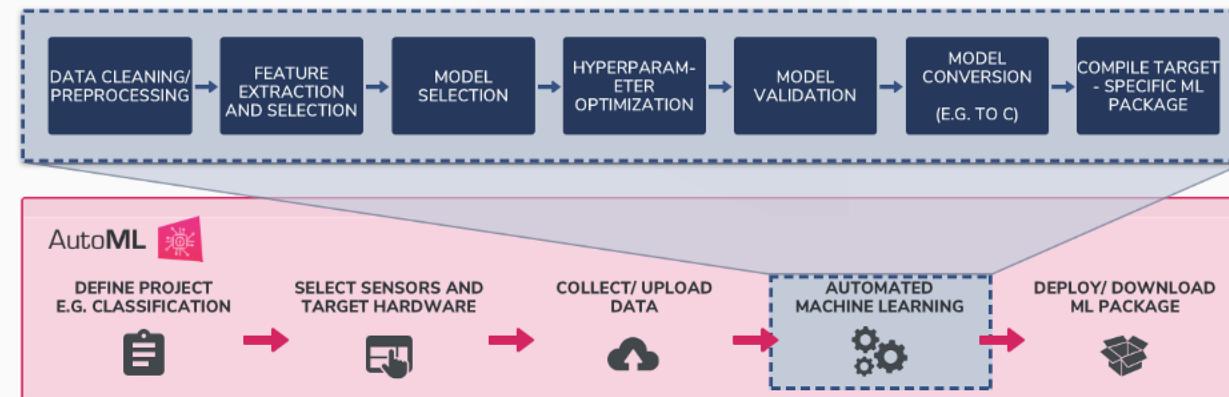 DATA CLEANING/
PREPROCESSING
FEATURE
EXTRACTION
AND SELECTION
MODEL
SELECTION
HYPERPARAM-
ETER
OPTIMIZATION
MODEL
VALIDATION
MODEL
CONVERSION
(E.G. TO C)
COMPILE TARGET
- SPECIFIC ML
PACKAGE
AutoML
DEFINE PROJECT
E.G. CLASSIFICATION
SELECT SENSORS AND
TARGET HARDWARE
COLLECT/ UPLOAD
DATA
AUTOMATED
MACHINE LEARNING
DEPLOY/ DOWNLOAD
ML PACKAGE